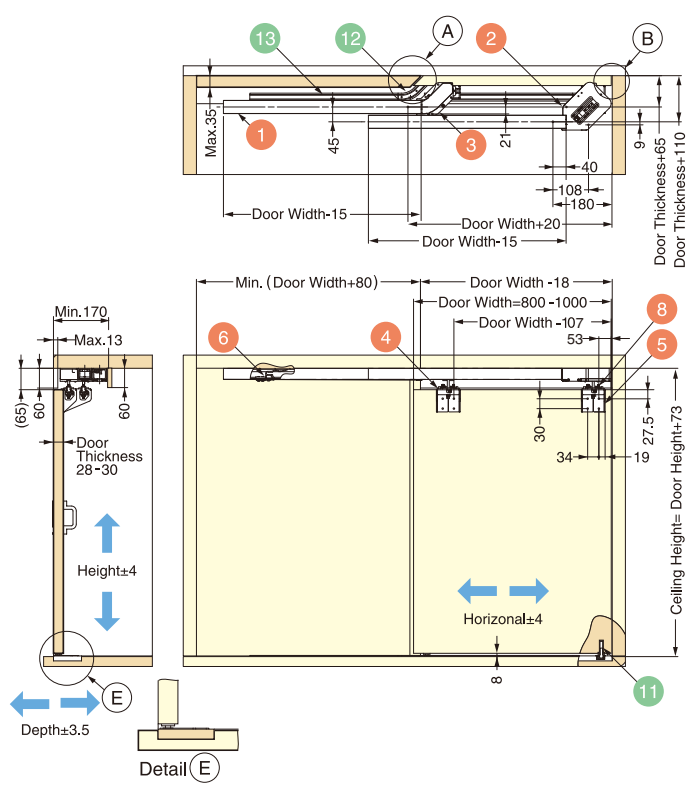 13
12
A
2
B
Max.35
1
45
3
21
9
40
108
180
Door Width-15
Door Width+20
Door Width-15
Door Thickness+65
Door Thickness+110
Min. (Door Width+80)
Door Width -18
Door Width=800 -1000
Door Width -107
53
8
5
4
6
Min.170
Max.13
(65)
60
60
Door
Thickness
28-30
30
27.5
34
19
Ceiling Height= Door Height+73
Height±4
Horizonal±4
8
11
E
Depth±3.5
Detail E